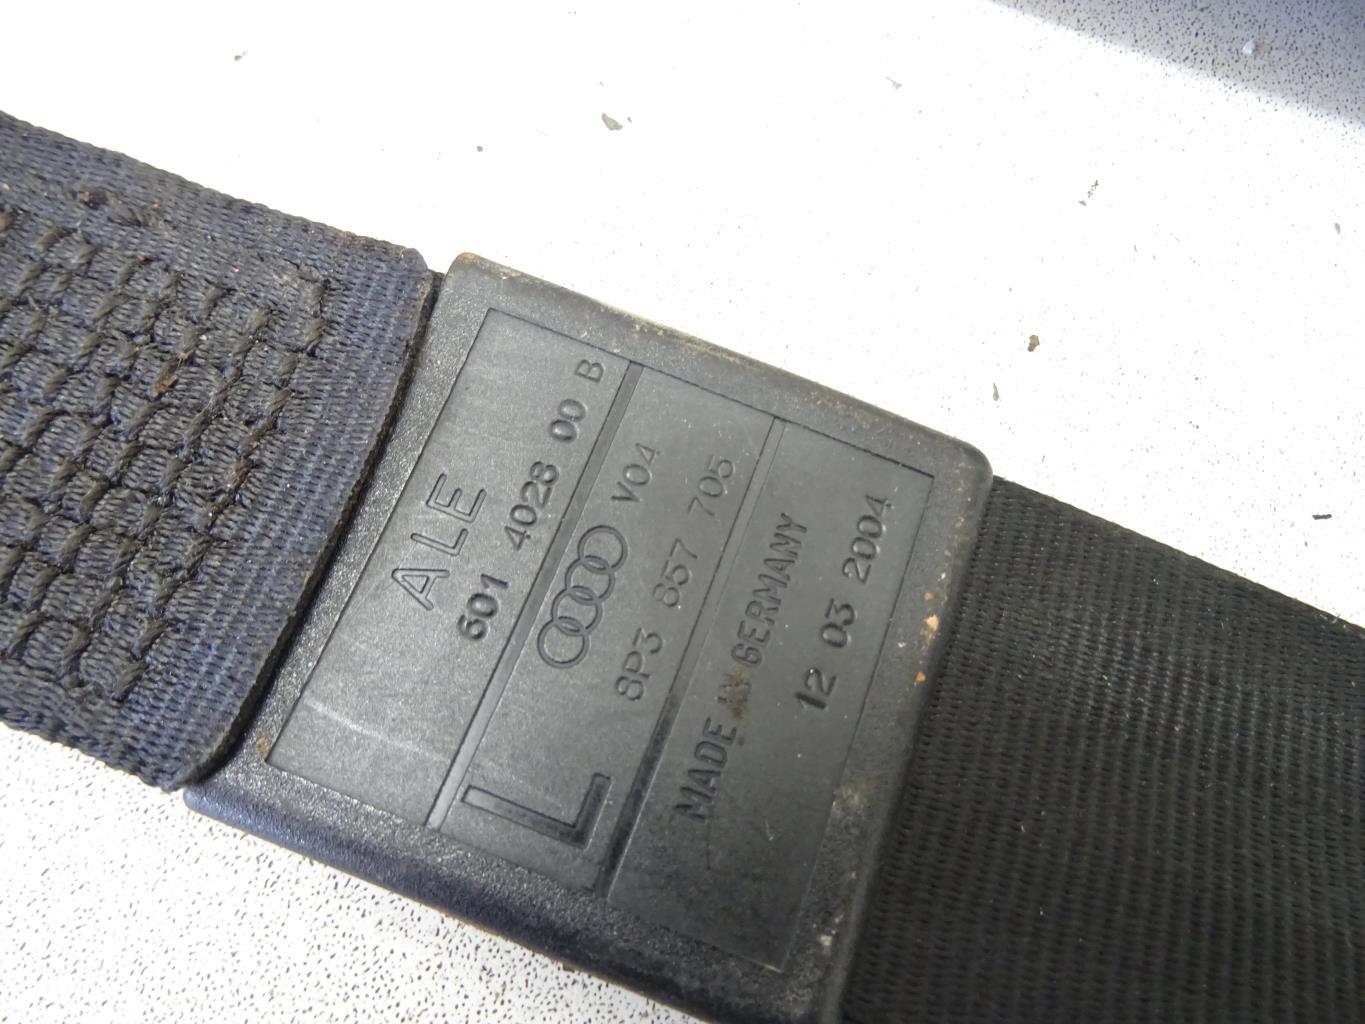 ALE
601 4028 00 B
V04
L 8P3 857 705
MADE IN GERMANY
12 03 2004